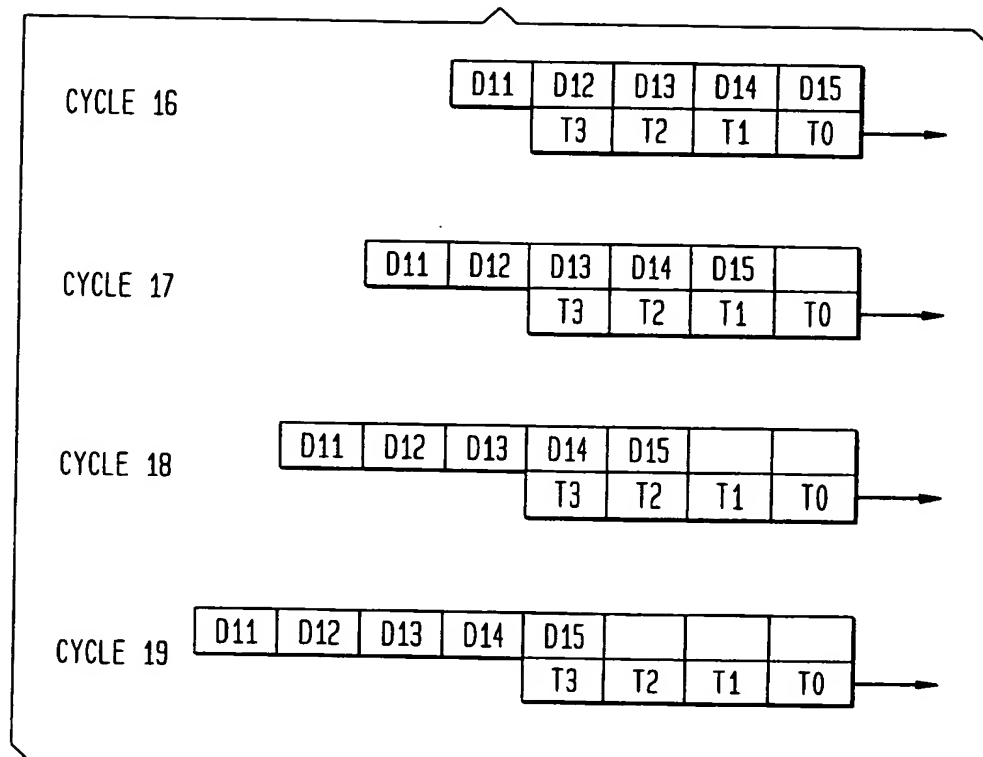 CYCLE 16
D11 D12 D13 D14 D15
T3 T2 T1 T0
CYCLE 17
D11 D12 D13 D14 D15
T3 T2 T1 T0
CYCLE 18
D11 D12 D13 D14 D15
T3 T2 T1 T0
CYCLE 19
D11 D12 D13 D14 D15
T3 T2 T1 T0